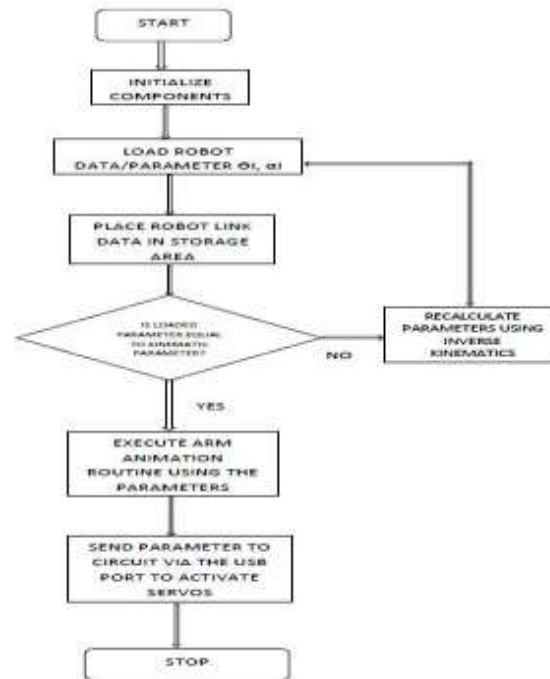 START
INITIALIZE
COMPONENTS
LOAD ROBOT
DATA/PARAMETER ΘI, αI
PLACE ROBOT LINK
DATA IN STORAGE
AREA
IS LOADED
PARAMETER EQUAL
TO KINEMATIC
PARAMETER?
NO
RECALCULATE
PARAMETERS USING
INVERSE
KINEMATICS
YES
EXECUTE ARM
ANIMATION
ROUTINE USING THE
PARAMETERS
SEND PARAMETER TO
CIRCUIT VIA THE USB
PORT TO ACTIVATE
SERVOS
STOP